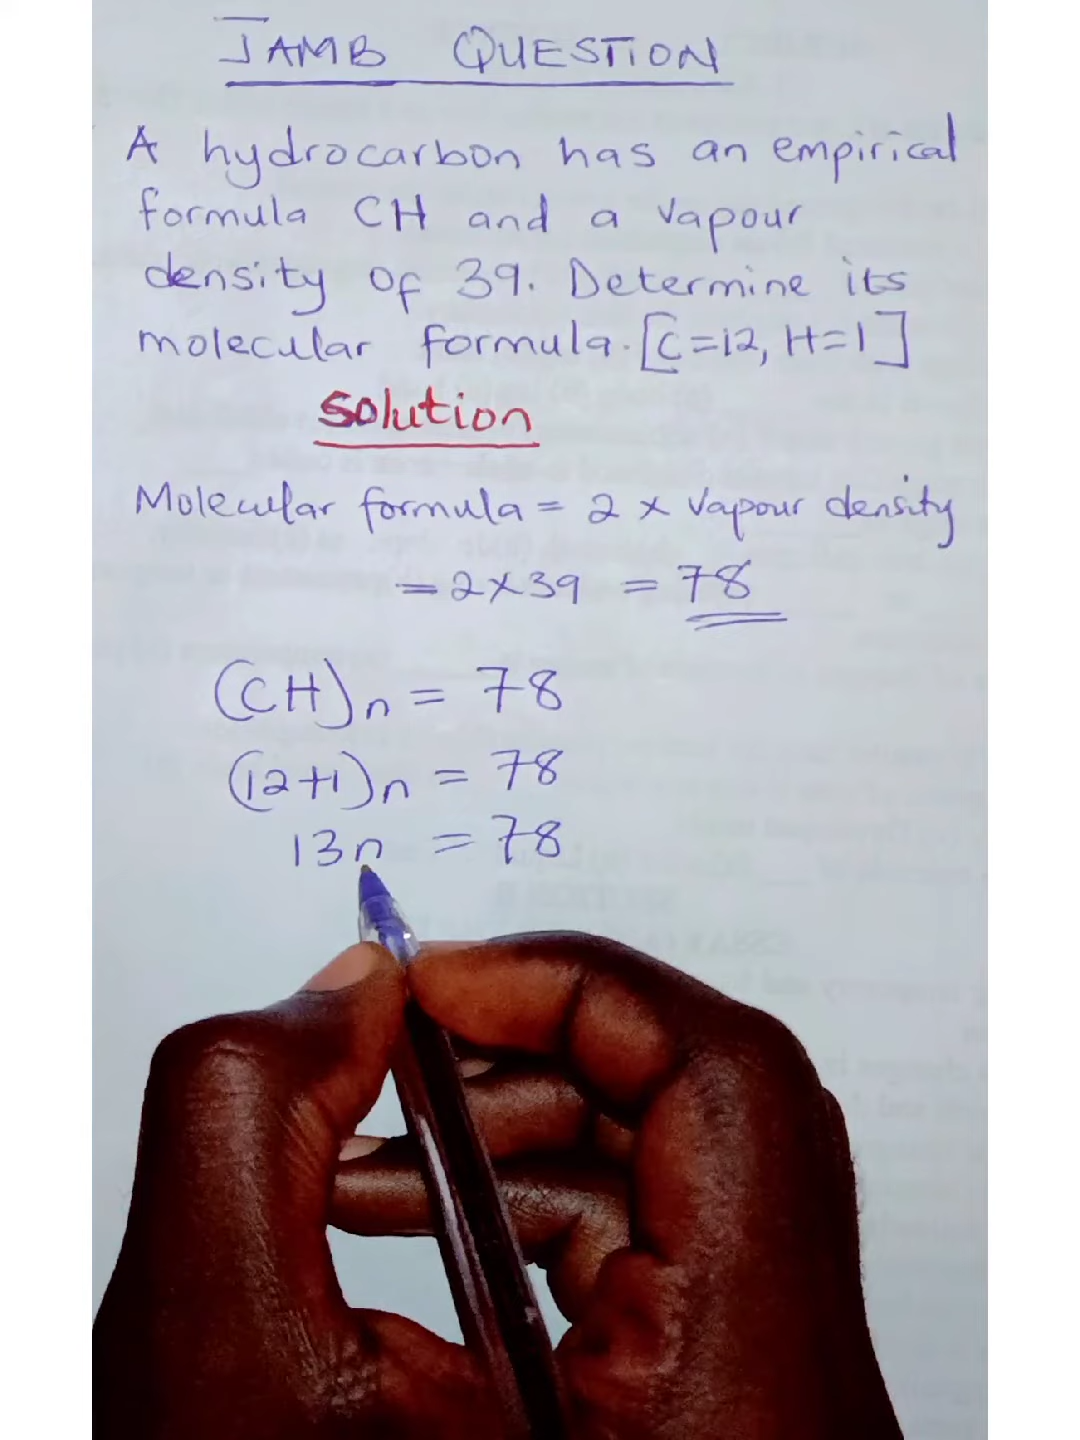 JAMB QUESTION
A hydrocarbon has an empirical
formula CH and a vapour
density of 39. Determine its
molecular formula. [C=12, H=1]
Solution
Molecular formula = 2 x vapour density
= 2x39 = 78
(CH)n = 78
(12+1)n = 78
13n = 78